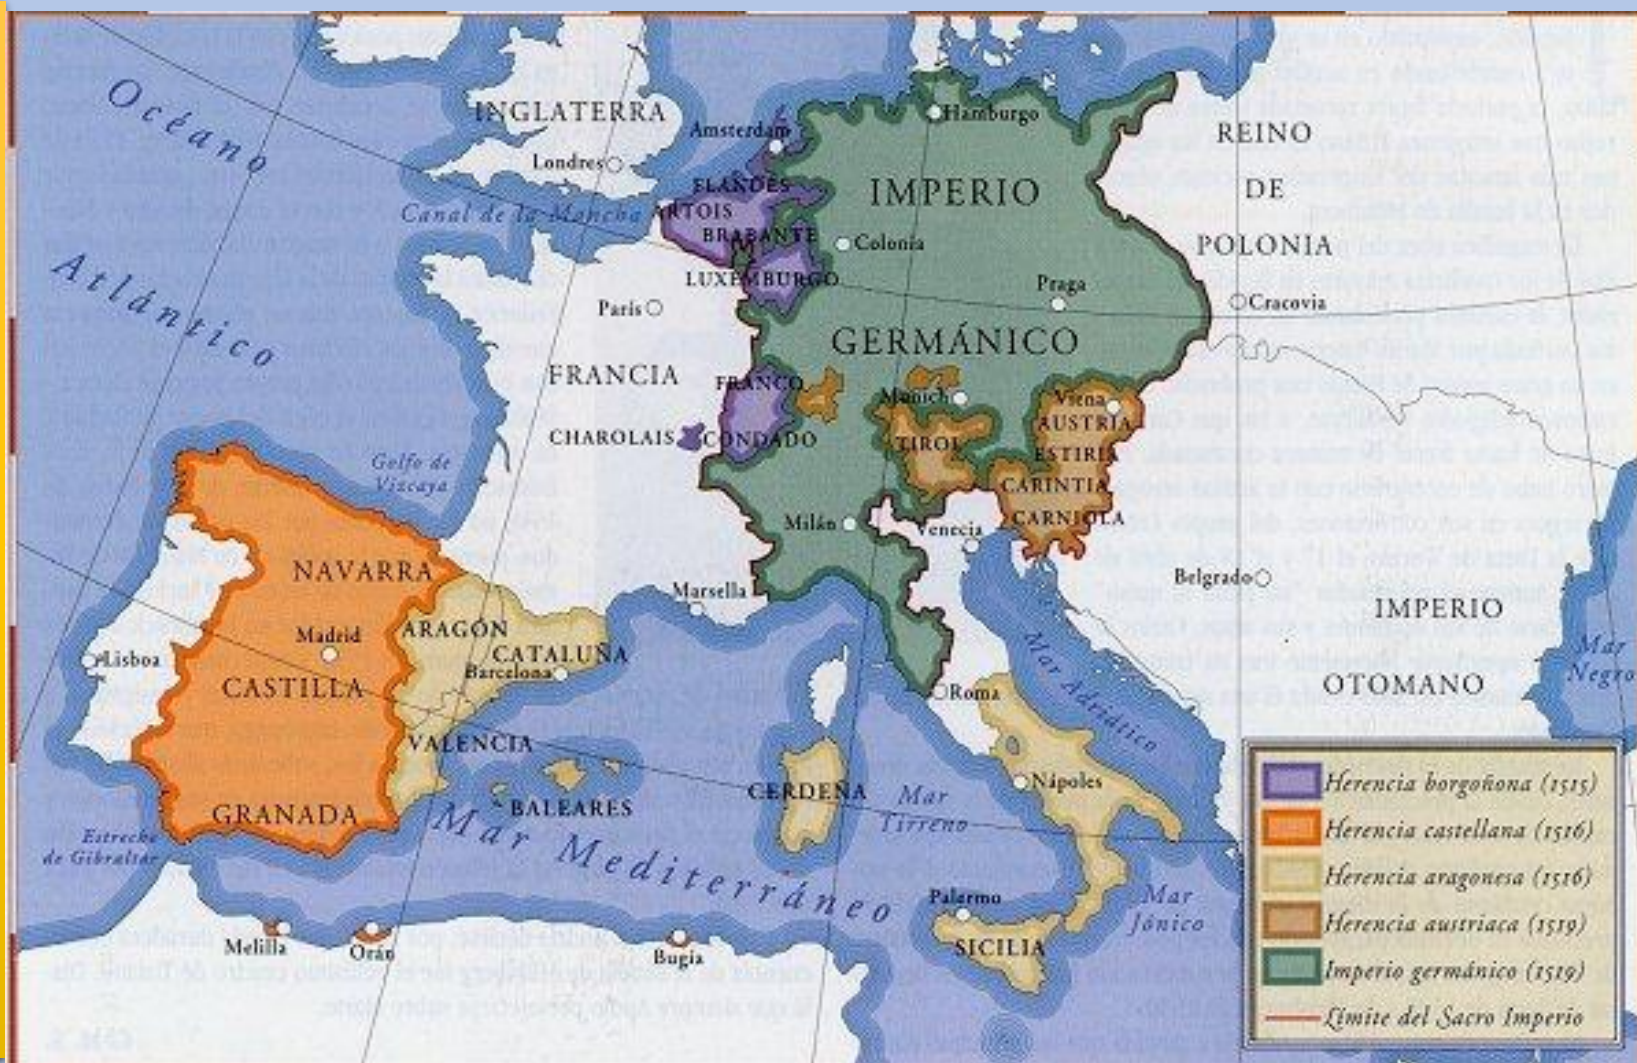 Océano
Atlántico
INGLATERRA
Londres
Canal de la Mancha
Amsterdam
FLANDES
ARTOIS
BRABANTE
LUXEMBURGO
Hamburgo
IMPERIO
GERMÁNICO
Colonia
Praga
REINO
DE
POLONIA
Cracovia
París
FRANCIA
FRANCO
CONDADO
CHAROLAIS
Munich
TIROL
Viena
AUSTRIA
ESTIRIA
CARINTIA
CARNIOLA
Golfo de
Vizcaya
Milán
Venecia
Marsella
Belgrado
IMPERIO
OTOMANO
Mar
Negro
NAVARRA
Madrid
CASTILLA
ARAGÓN
CATALUÑA
Barcelona
Lisboa
VALENCIA
GRANADA
BALEARES
Estrecho
de Gibraltar
Mar Mediterráneo
Roma
Mar Adriático
CERDEÑA
Mar
Tirreno
Nápoles
Palermo
SICILIA
Mar
Jónico
Melilla
Orán
Bugía
Herencia borgoñona (1515)
Herencia castellana (1516)
Herencia aragonesa (1516)
Herencia austriaca (1519)
Imperio germánico (1519)
Límite del Sacro Imperio